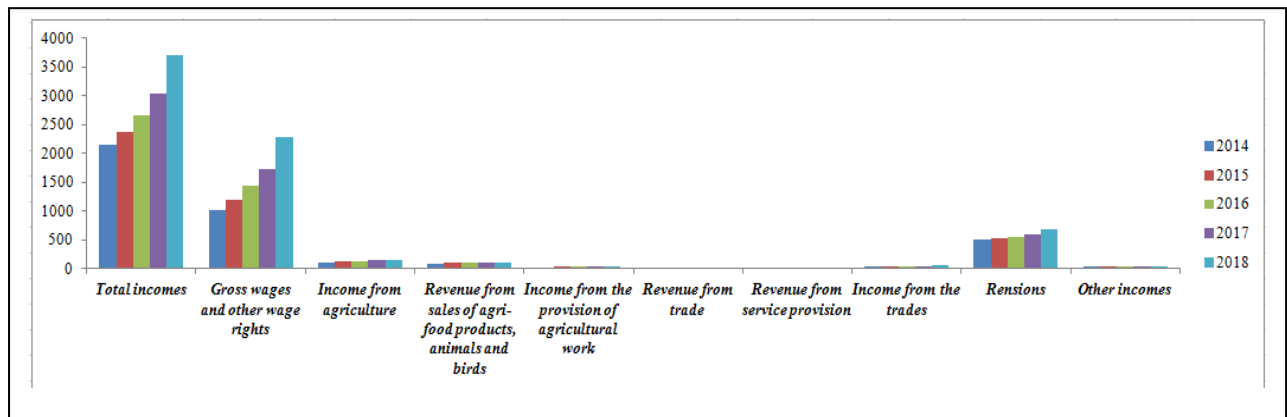 4000
3500
3000
2500
2000
1500
1000
500
0
Total incomes
Gross wages
and other wage
rights
Income from
agriculture
Revenue from
sales of agri-
food products,
animals and
birds
Income from the
provision of
agricultural
work
Revenue from
trade
Revenue from
service provision
Income from the
trades
Rensions
Other incomes
2014
2015
2016
2017
2018